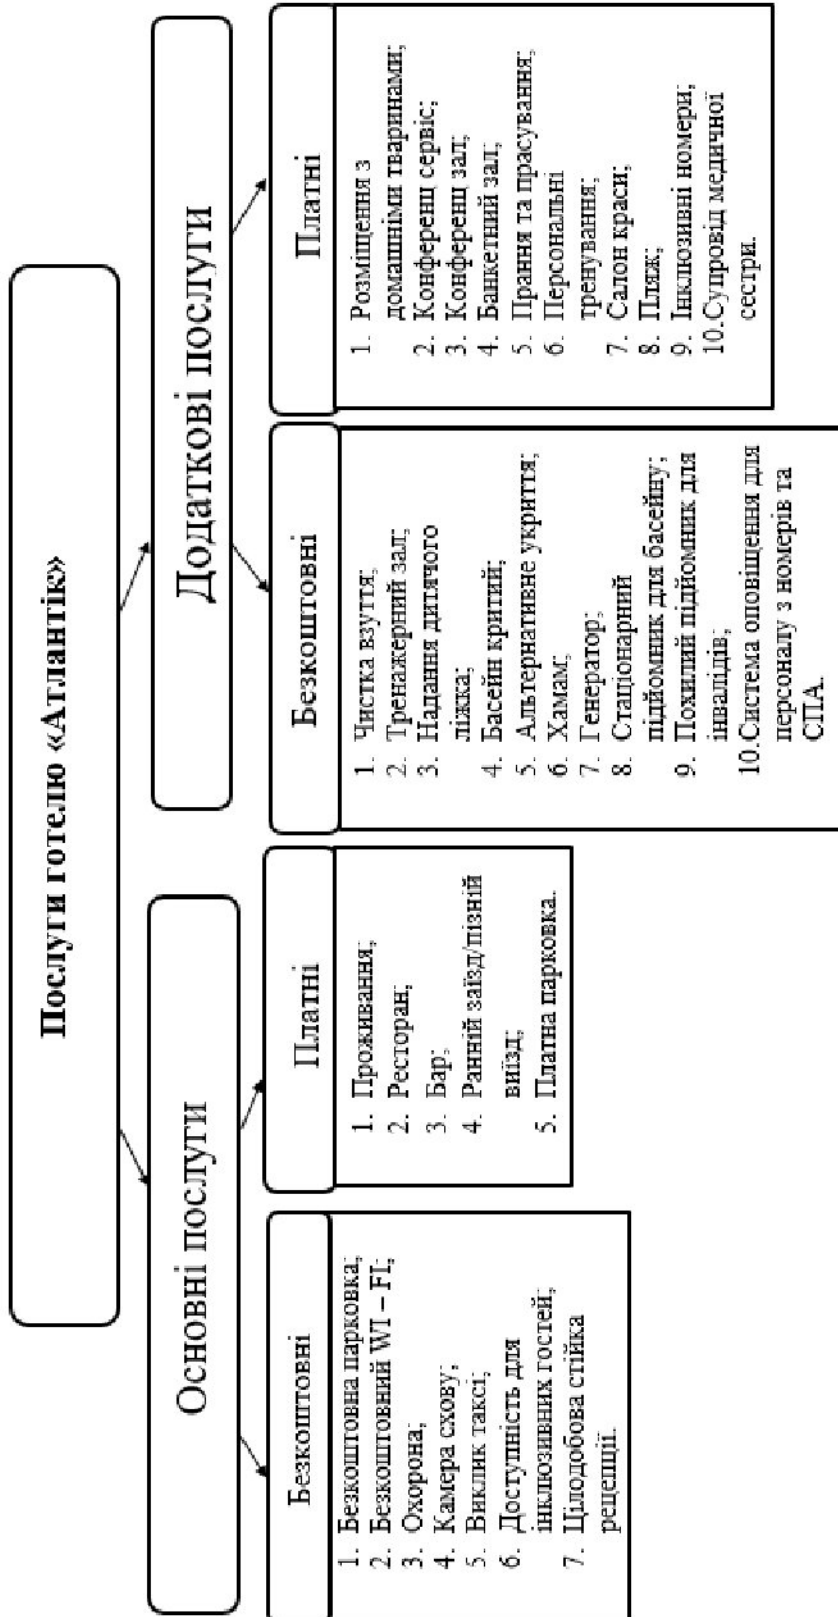 Послуги готелю «Атлантік»
Основні послуги
Безкоштовні
1. Безкоштовна парковка;
2. Безкоштовний WI – FI;
3. Охорона;
4. Камера схову;
5. Виклик таксі;
6. Доступність для
інклюзивних гостей;
7. Цілодобова стійка
рецепції.
Платні
1. Проживання;
2. Ресторан;
3. Бар;
4. Ранній заїзд/пізній
виїзд;
5. Платна парковка.
Додаткові послуги
Безкоштовні
1. Чистка взуття;
2. Тренажерний зал;
3. Надання дитячого
ліжка;
4. Басейн критий;
5. Альтернативне укриття;
6. Хамам;
7. Генератор;
8. Стаціонарний
підйомник для басейну;
9. Похилий підйомник для
інвалідів;
10.Система оповіщення для
персоналу з номерів та
СПА.
Платні
1. Розміщення з
домашніми тваринами;
2. Конференц сервіс;
3. Конференц зал;
4. Банкетний зал;
5. Прання та прасування;
6. Персональні
тренування;
7. Салон краси;
8. Пляж;
9. Інклюзивні номери;
10.Супровід медичної
сестри.